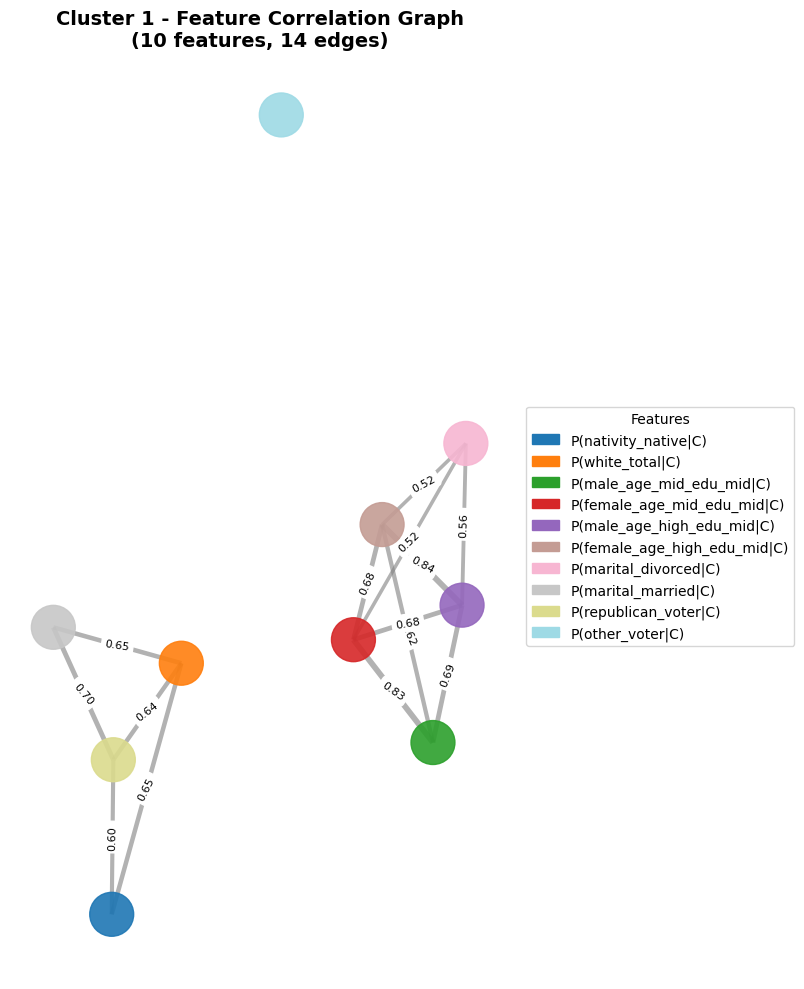 Cluster 1 - Feature Correlation Graph
(10 features, 14 edges)
0.52
0.56
0.52
0.84
0.68
0.68
62
0.65
0.69
0.83
0.70
0.64
0.65
0.60
Features
P(nativity_native|C)
P(white_total|C)
P(male_age_mid_edu_mid|C)
P(female_age_mid_edu_mid|C)
P(male_age_high_edu_mid|C)
P(female_age_high_edu_mid|C)
P(marital_divorced|C)
P(marital_married|C)
P(republican_voter|C)
P(other_voter|C)